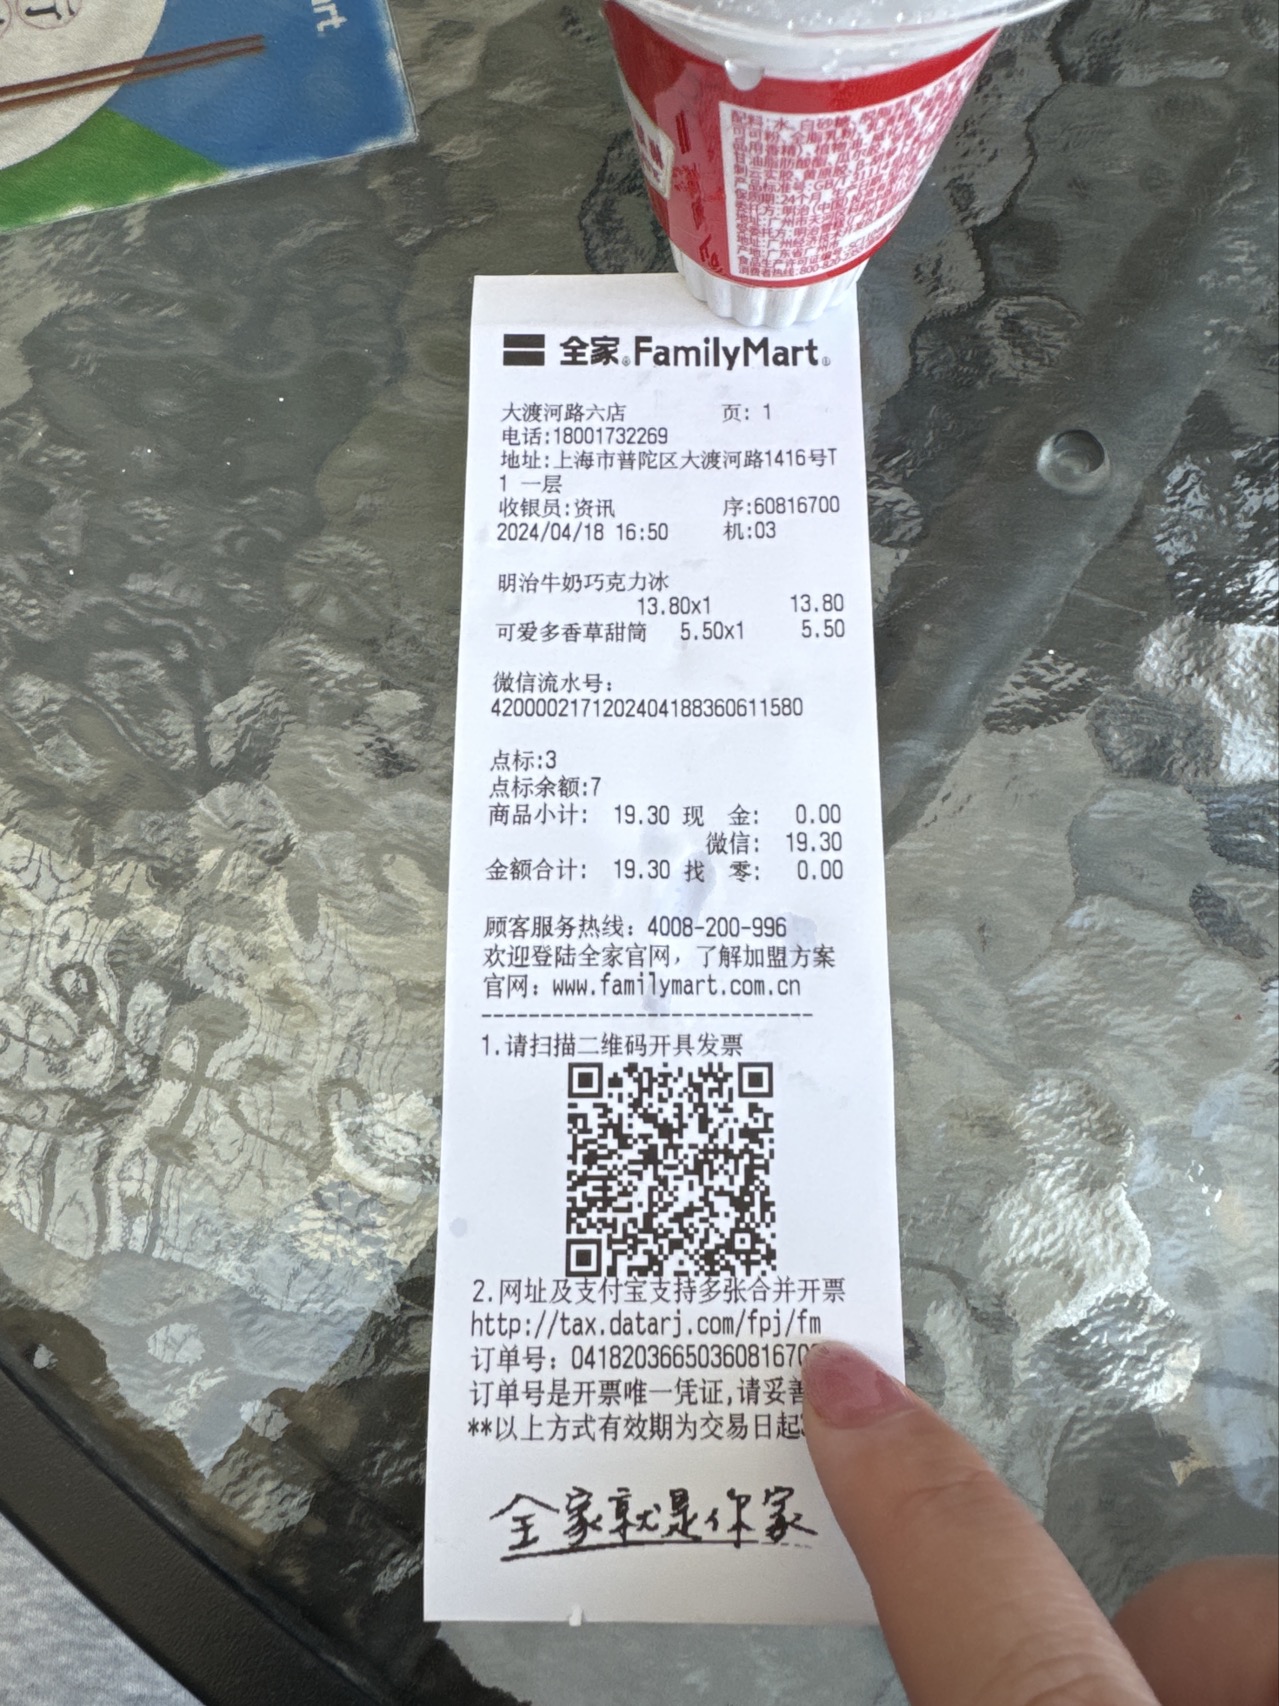 配料:水、白砂糖、
全家 FamilyMart
大渡河路六店 页: 1
电话:18001732269
地址:上海市普陀区大渡河路1416号T
1 一层
收银员:资讯 序:60816700
2024/04/18 16:50 机:03
明治牛奶巧克力冰
13.80x1 13.80
可爱多香草甜筒 5.50x1 5.50
微信流水号:
4200002171202404188360611580
点标:3
点标余额:7
商品小计: 19.30 现 金: 0.00
微信: 19.30
金额合计: 19.30 找 零: 0.00
顾客服务热线: 4008-200-996
欢迎登陆全家官网,了解加盟方案
官网: www.familymart.com.cn
1.请扫描二维码开具发票
2.网址及支付宝支持多张合并开票
http://tax.datarj.com/fpj/fm
订单号: 041820366503608167
订单号是开票唯一凭证,请妥善
**以上方式有效期为交易日起
全家就是你家